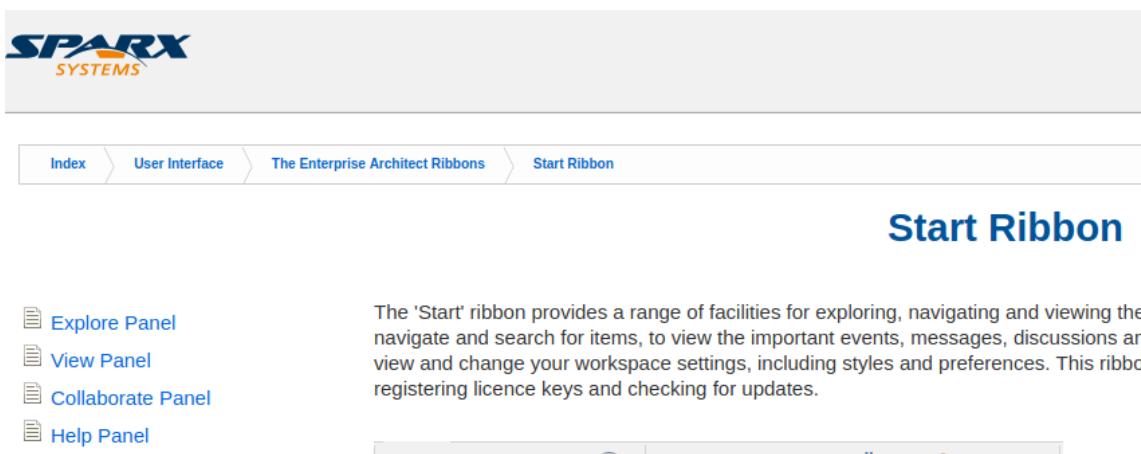 SPARX
SYSTEMS
Index User Interface The Enterprise Architect Ribbons Start Ribbon
Start Ribbon
Explore Panel
View Panel
Collaborate Panel
Help Panel
The 'Start' ribbon provides a range of facilities for exploring, navigating and viewing the
navigate and search for items, to view the important events, messages, discussions
view and change your workspace settings, including styles and preferences. This
registering licence keys and checking for updates.